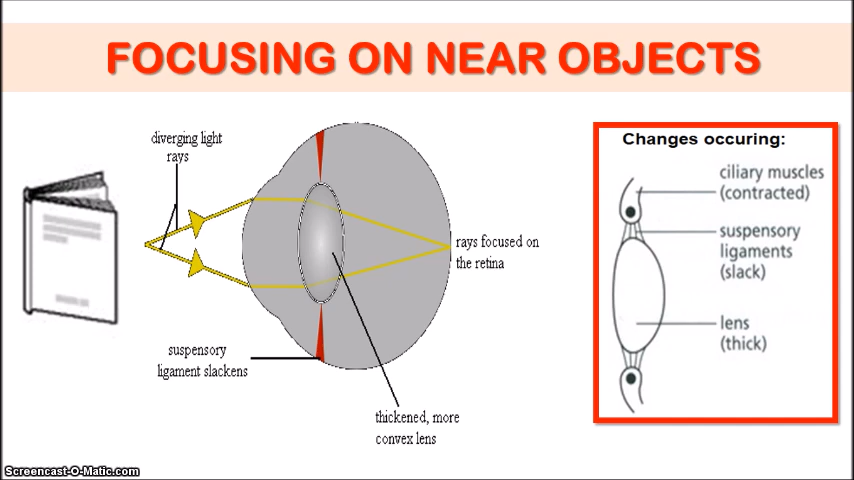 FOCUSING ON NEAR OBJECTS
diverging light
rays
rays focused on
the retina
suspensory
ligament slackens
thickened, more
convex lens
Changes occuring:
ciliary muscles
(contracted)
suspensory
ligaments
(slack)
lens
(thick)
Screencast-O-Matic.com